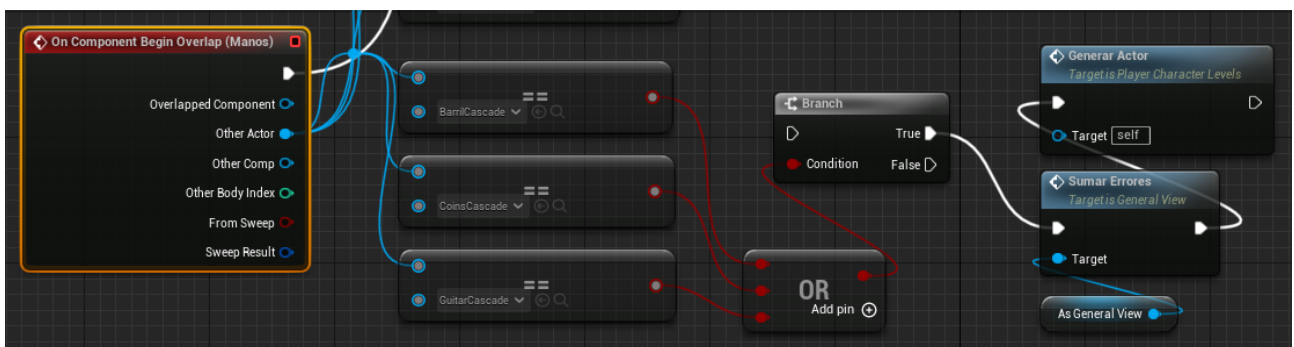 On Component Begin Overlap (Manos)
Overlapped Component
Other Actor
Other Comp
Other Body Index
From Sweep
Sweep Result
==
BarrilCascade
==
CoinsCascade
==
GuitarCascade
OR
Add pin
Branch
True
Condition
False
Generar Actor
Target is Player Character Levels
Target self
Sumar Errores
Target is General View
Target
As General View